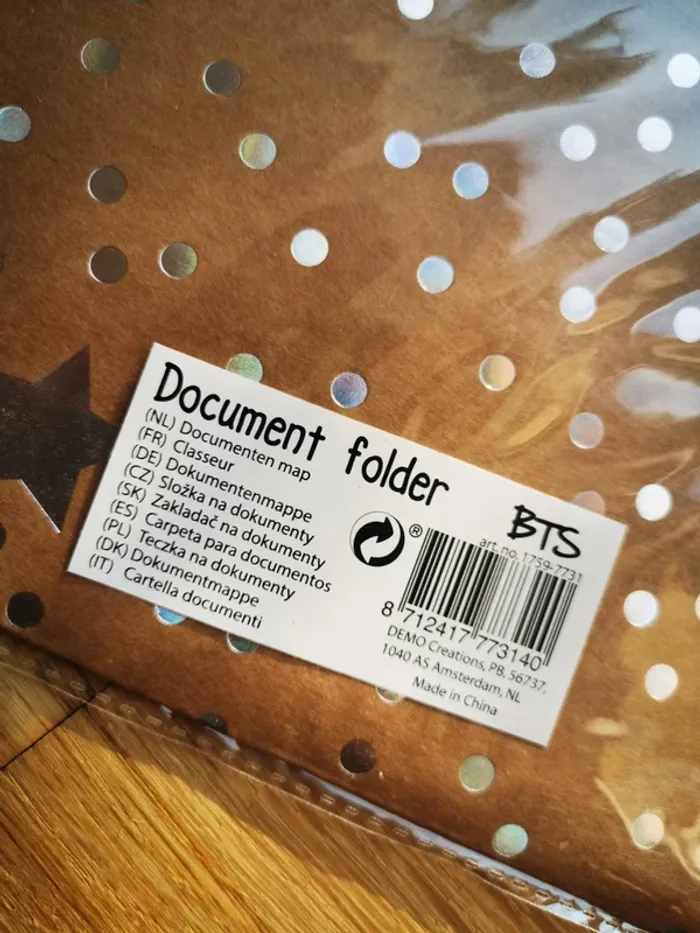 Document folder
(NL) Documenten map
(FR) Classeur
(DE) Dokumentenmappe
(CZ) Složka na dokumenty
(SK) Zakladač na dokumenty
(ES) Carpeta para documentos
(PL) Teczka na dokumenty
(DK) Dokumentmappe
(IT) Cartella documenti
BTS
®
art. no. 1759-7731
8 712417 773140
DEMO Creations, PB. 56737,
1040 AS Amsterdam, NL
Made in China